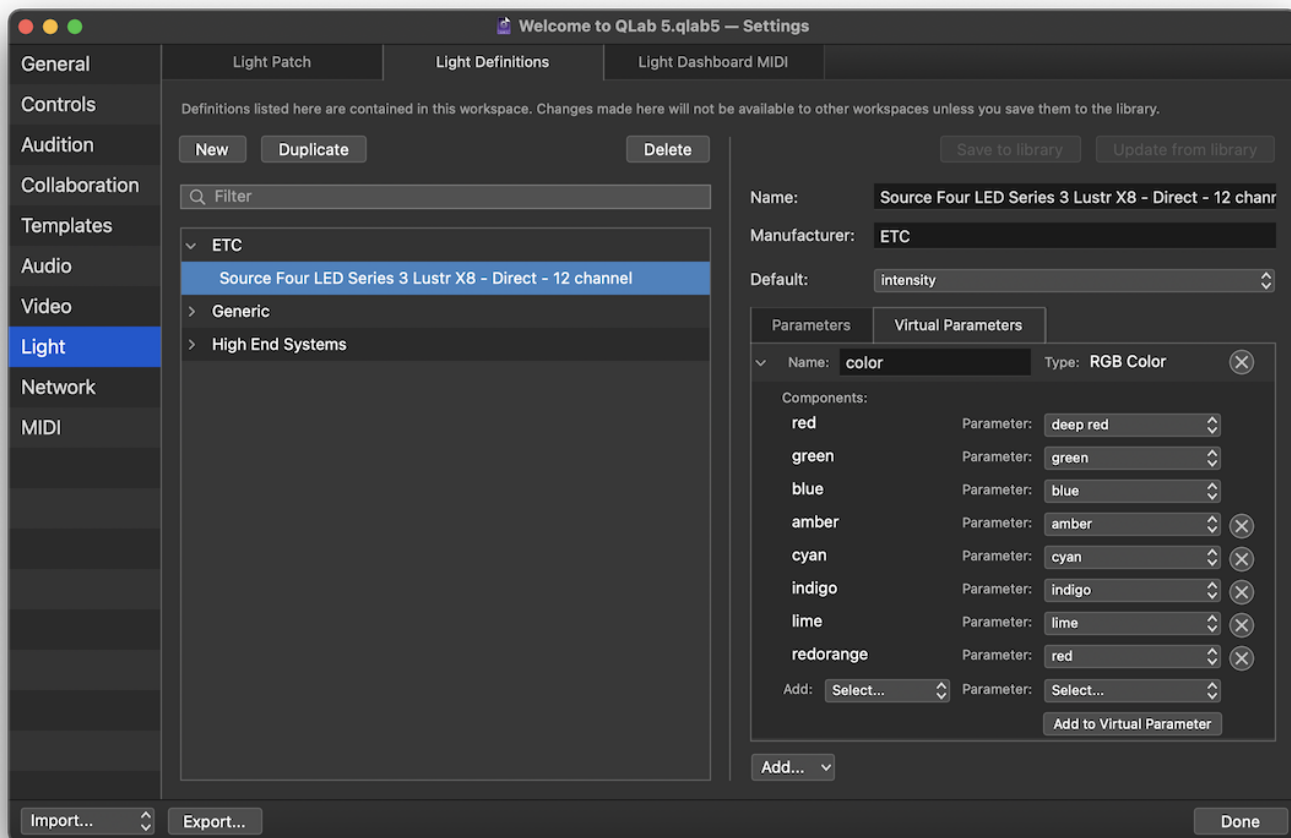 Welcome to QLab 5.qlab5 — Settings
General
Controls
Audition
Collaboration
Templates
Audio
Video
Light
Network
MIDI
Light Patch
Light Definitions
Light Dashboard MIDI
Definitions listed here are contained in this workspace. Changes made here will not be available to other workspaces unless you save them to the library.
New
Duplicate
Delete
Filter
ETC
Source Four LED Series 3 Lustr X8 - Direct - 12 channel
Generic
High End Systems
Save to library
Update from library
Name: Source Four LED Series 3 Lustr X8 - Direct - 12 chanr
Manufacturer: ETC
Default: intensity
Parameters
Virtual Parameters
Name: color Type: RGB Color
Components:
red Parameter: deep red
green Parameter: green
blue Parameter: blue
amber Parameter: amber
cyan Parameter: cyan
indigo Parameter: indigo
lime Parameter: lime
redorange Parameter: red
Add: Select... Parameter: Select...
Add to Virtual Parameter
Add...
Import...
Export...
Done